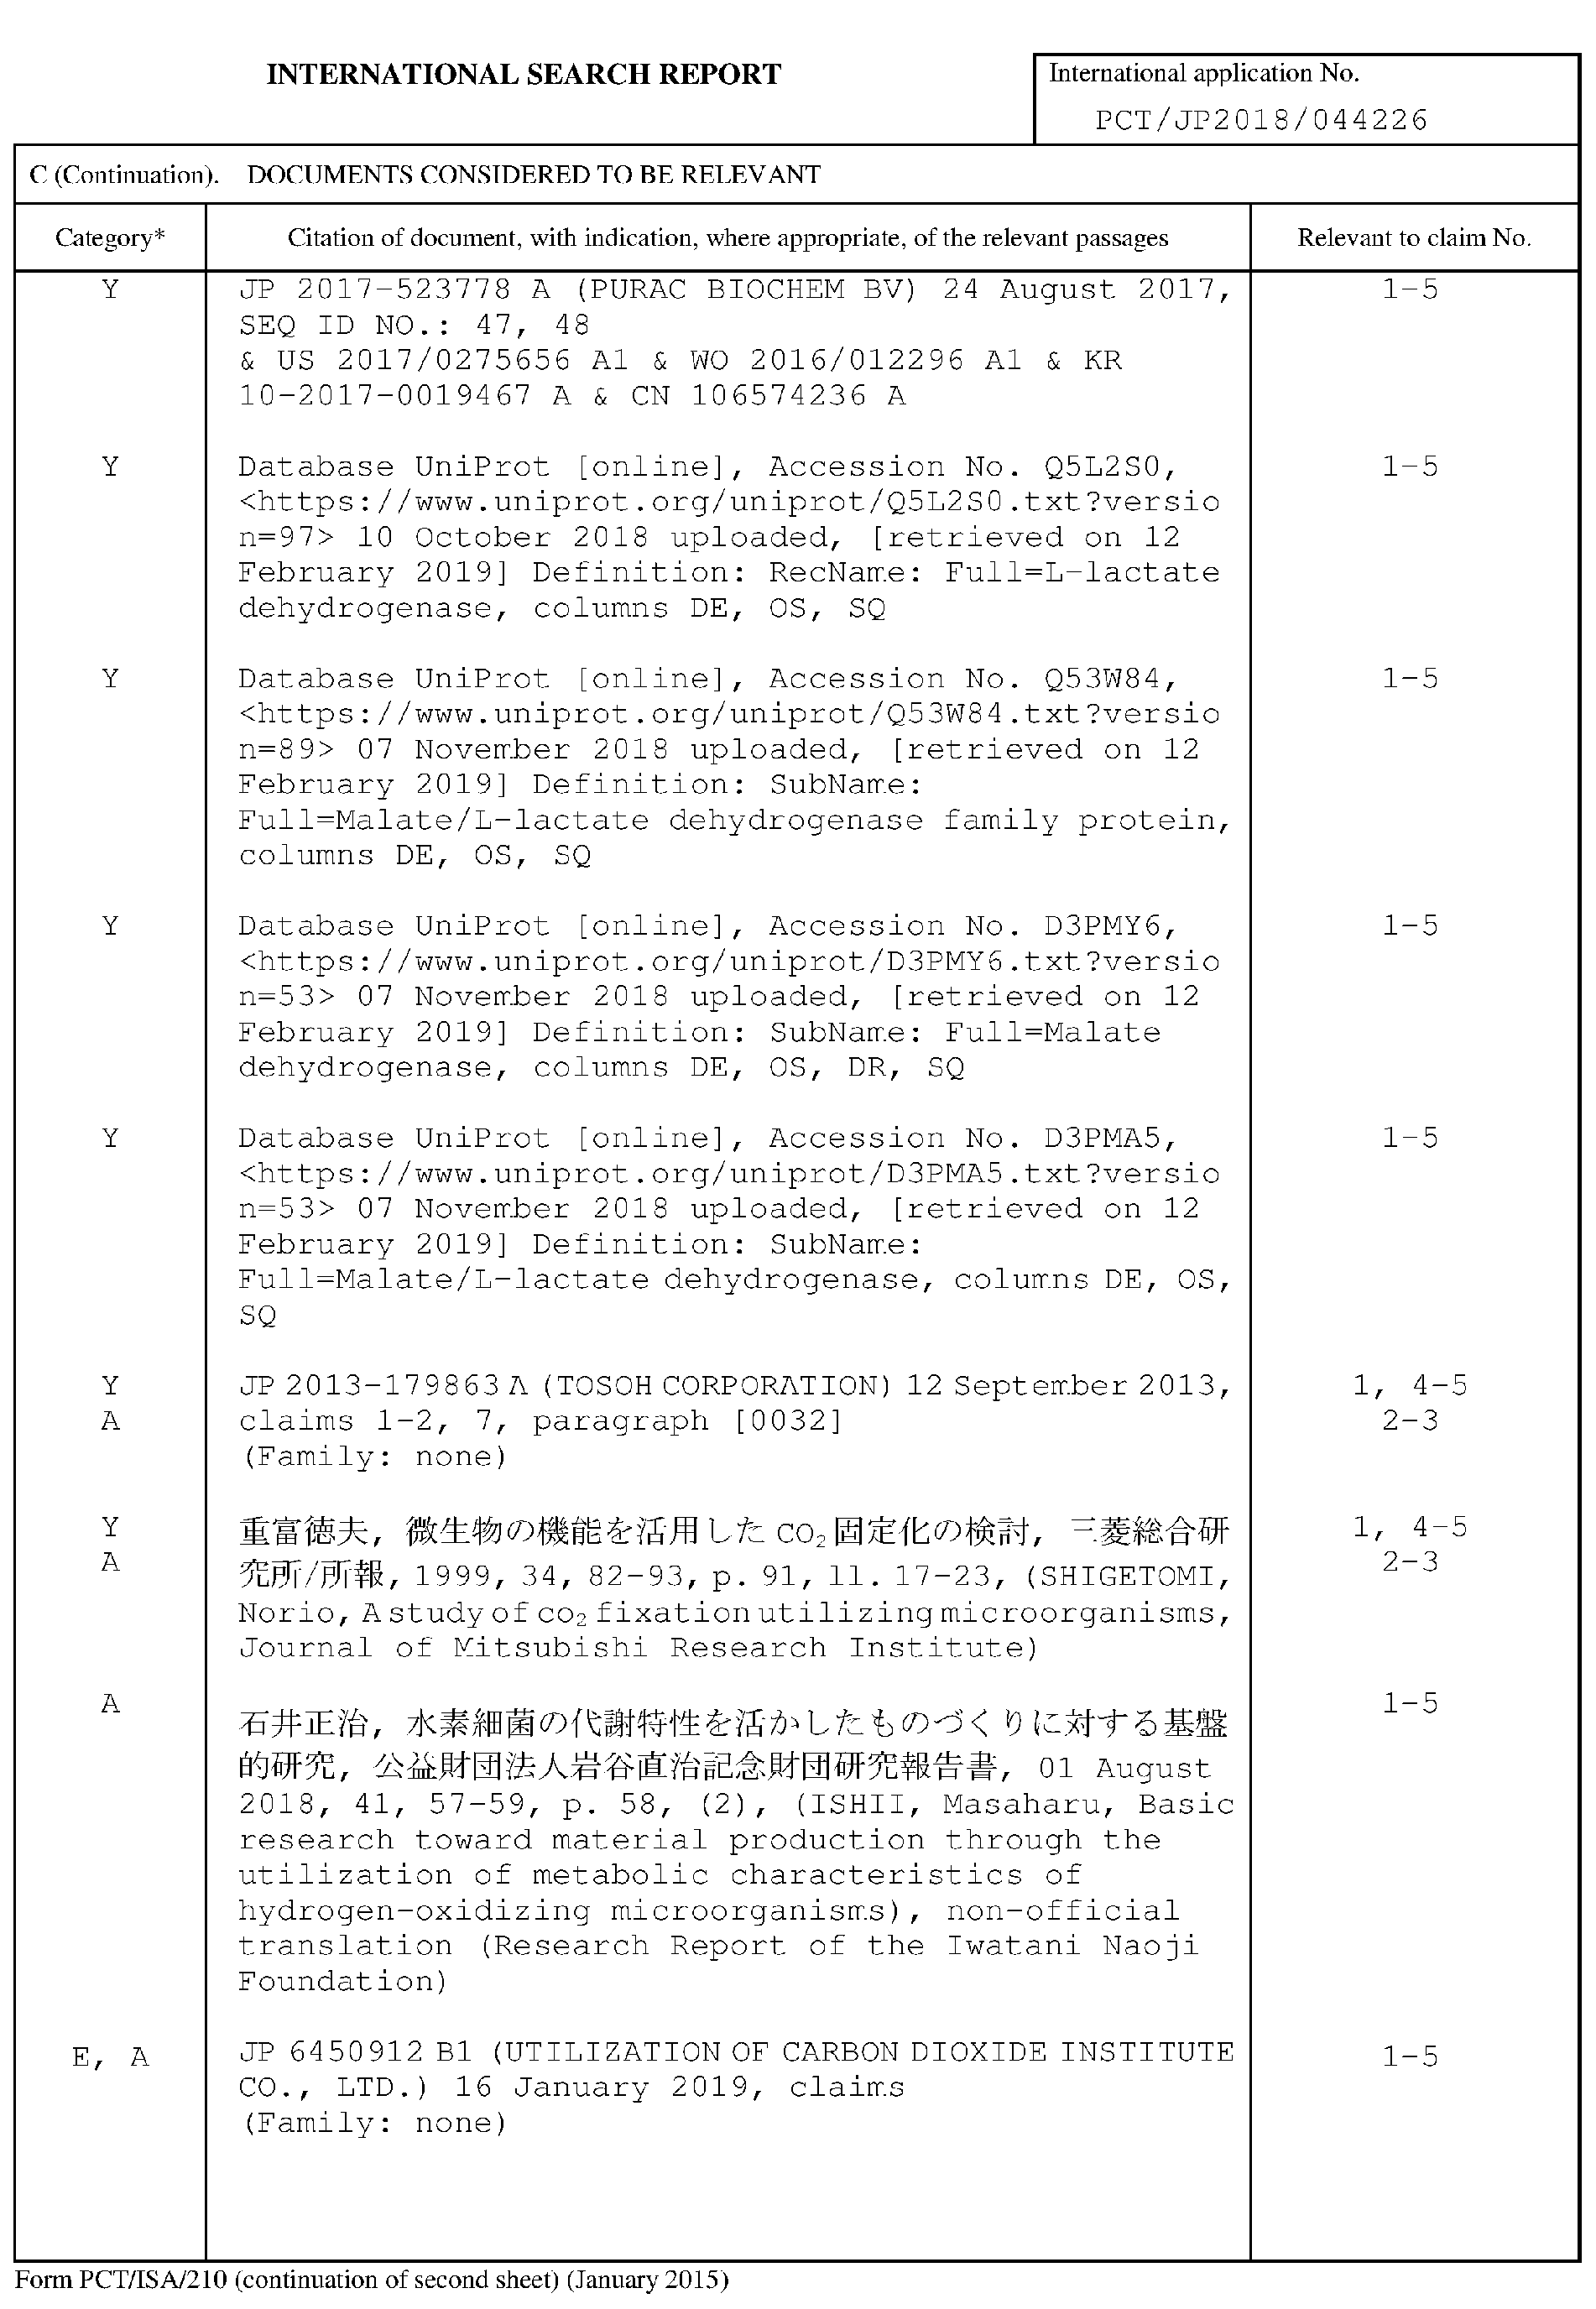 INTERNATIONAL SEARCH REPORT
International application No.
PCT/JP2018/044226
C (Continuation). DOCUMENTS CONSIDERED TO BE RELEVANT
Category* Citation of document, with indication, where appropriate, of the relevant passages Relevant to claim No.
Y JP 2017-523778 A (PURAC BIOCHEM BV) 24 August 2017, 1-5
SEQ ID NO.: 47, 48
& US 2017/0275656 A1 & WO 2016/012296 A1 & KR
10-2017-0019467 A & CN 106574236 A
Y Database UniProt [online], Accession No. Q5L2S0, 1-5
<https://www.uniprot.org/uniprot/Q5L2S0.txt?versio
n=97> 10 October 2018 uploaded, [retrieved on 12
February 2019] Definition: RecName: Full=L-lactate
dehydrogenase, columns DE, OS, SQ
Y Database UniProt [online], Accession No. Q53W84, 1-5
<https://www.uniprot.org/uniprot/Q53W84.txt?versio
n=89> 07 November 2018 uploaded, [retrieved on 12
February 2019] Definition: SubName:
Full=Malate/L-lactate dehydrogenase family protein,
columns DE, OS, SQ
Y Database UniProt [online], Accession No. D3PMY6, 1-5
<https://www.uniprot.org/uniprot/D3PMY6.txt?versio
n=53> 07 November 2018 uploaded, [retrieved on 12
February 2019] Definition: SubName: Full=Malate
dehydrogenase, columns DE, OS, DR, SQ
Y Database UniProt [online], Accession No. D3PMA5, 1-5
<https://www.uniprot.org/uniprot/D3PMA5.txt?versio
n=53> 07 November 2018 uploaded, [retrieved on 12
February 2019] Definition: SubName:
Full=Malate/L-lactate dehydrogenase, columns DE, OS,
SQ
Y JP 2013-179863 A (TOSOH CORPORATION) 12 September 2013, 1, 4-5
A claims 1-2, 7, paragraph [0032] 2-3
(Family: none)
Y 重富徳夫, 微生物の機能を活用したCO₂固定化の検討, 三菱総合研 1, 4-5
A 究所/所報, 1999, 34, 82-93, p. 91, ll. 17-23, (SHIGETOMI, 2-3
Norio, A study of co₂ fixation utilizing microorganisms,
Journal of Mitsubishi Research Institute)
A 石井正治, 水素細菌の代謝特性を活かしたものづくりに対する基盤 1-5
的研究, 公益財団法人岩谷直治記念財団研究報告書, 01 August
2018, 41, 57-59, p. 58, (2), (ISHII, Masaharu, Basic
research toward material production through the
utilization of metabolic characteristics of
hydrogen-oxidizing microorganisms), non-official
translation (Research Report of the Iwatani Naoji
Foundation)
E, A JP 6450912 B1 (UTILIZATION OF CARBON DIOXIDE INSTITUTE 1-5
CO., LTD.) 16 January 2019, claims
(Family: none)
Form PCT/ISA/210 (continuation of second sheet) (January 2015)